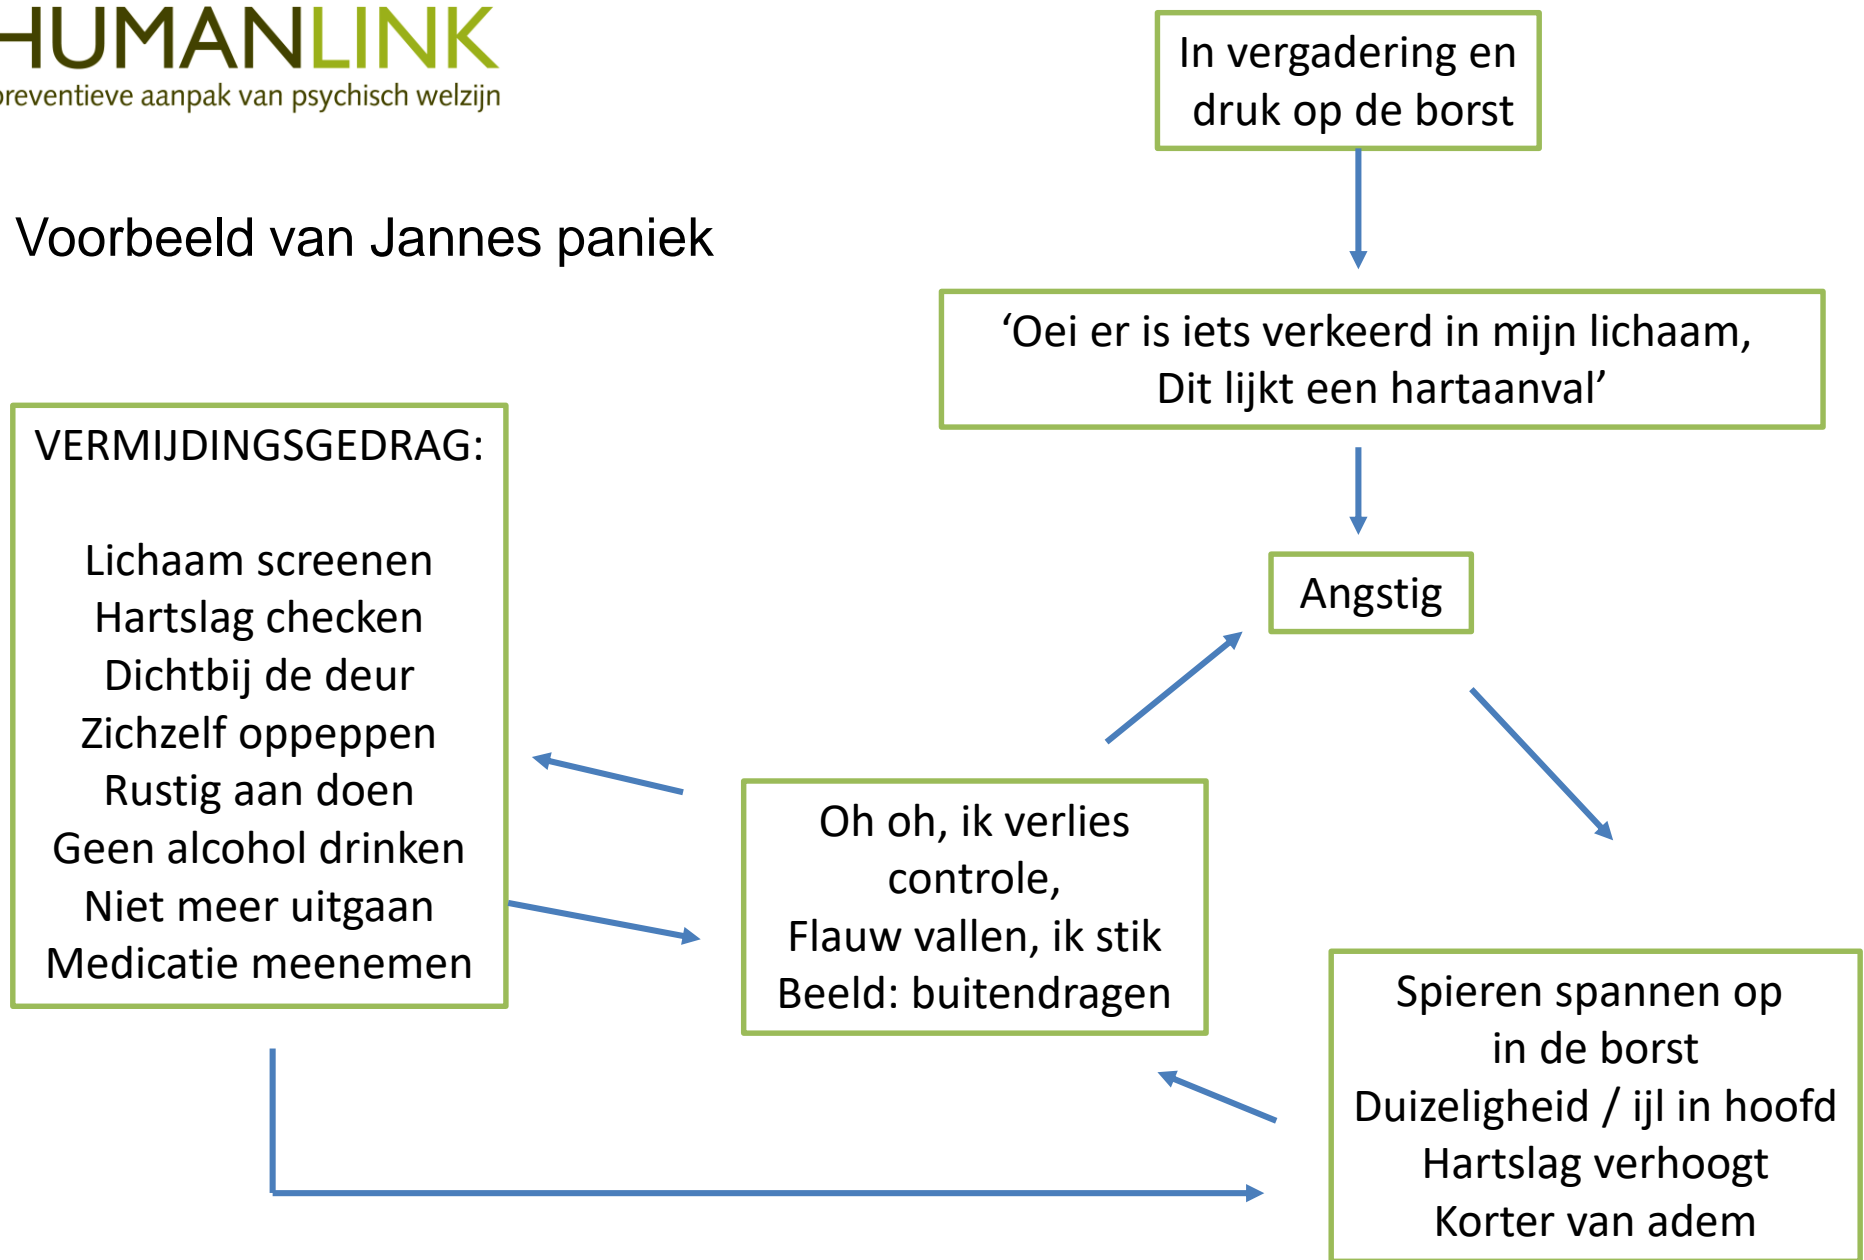 HUMANLINK
preventieve aanpak van psychisch welzijn
Voorbeeld van Jannes paniek
In vergadering en
druk op de borst
‘Oei er is iets verkeerd in mijn lichaam,
Dit lijkt een hartaanval’
Angstig
VERMIJDINGSGEDRAG:
Lichaam screenen
Hartslag checken
Dichtbij de deur
Zichzelf oppeppen
Rustig aan doen
Geen alcohol drinken
Niet meer uitgaan
Medicatie meenemen
Oh oh, ik verlies
controle,
Flauw vallen, ik stik
Beeld: buitendragen
Spieren spannen op
in de borst
Duizeligheid / ijl in hoofd
Hartslag verhoogt
Korter van adem